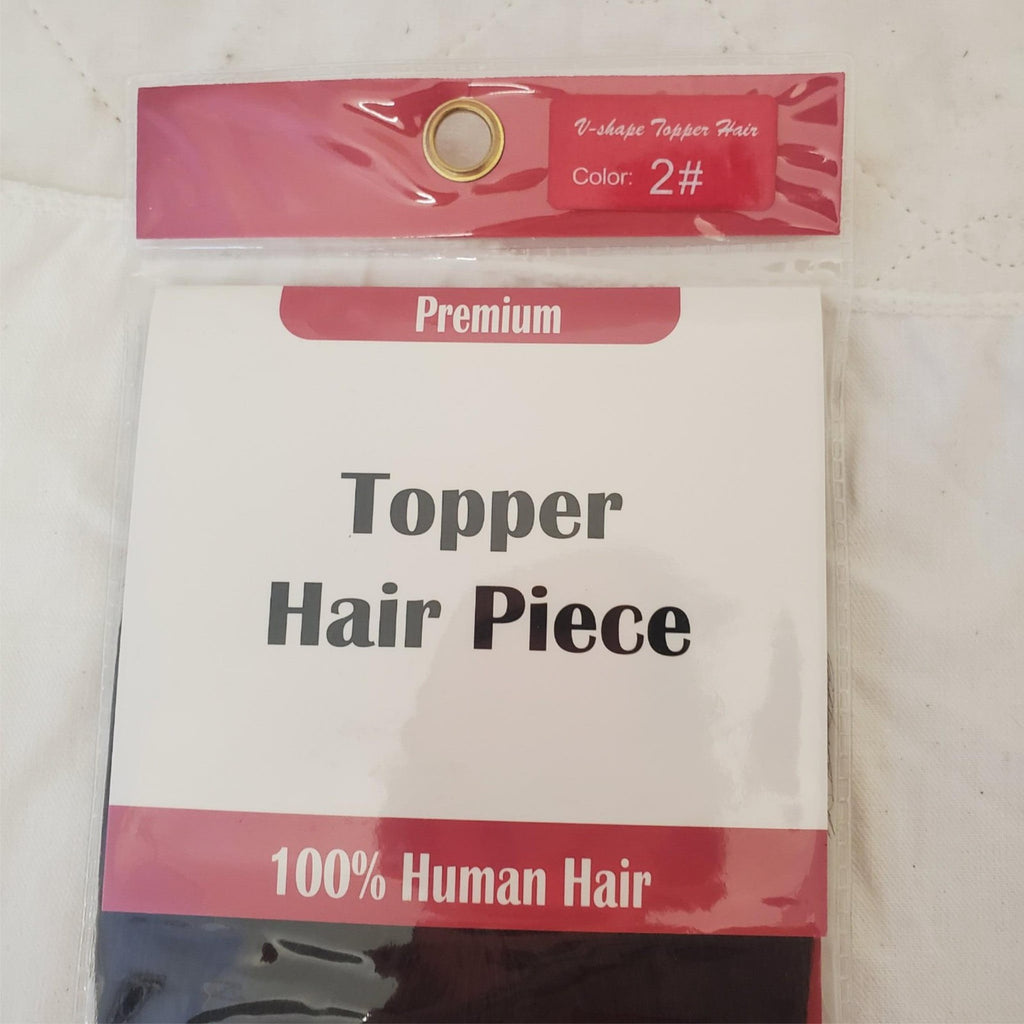 V-shape Topper Hair
Color: 2#
Premium
Topper
Hair Piece
100% Human Hair